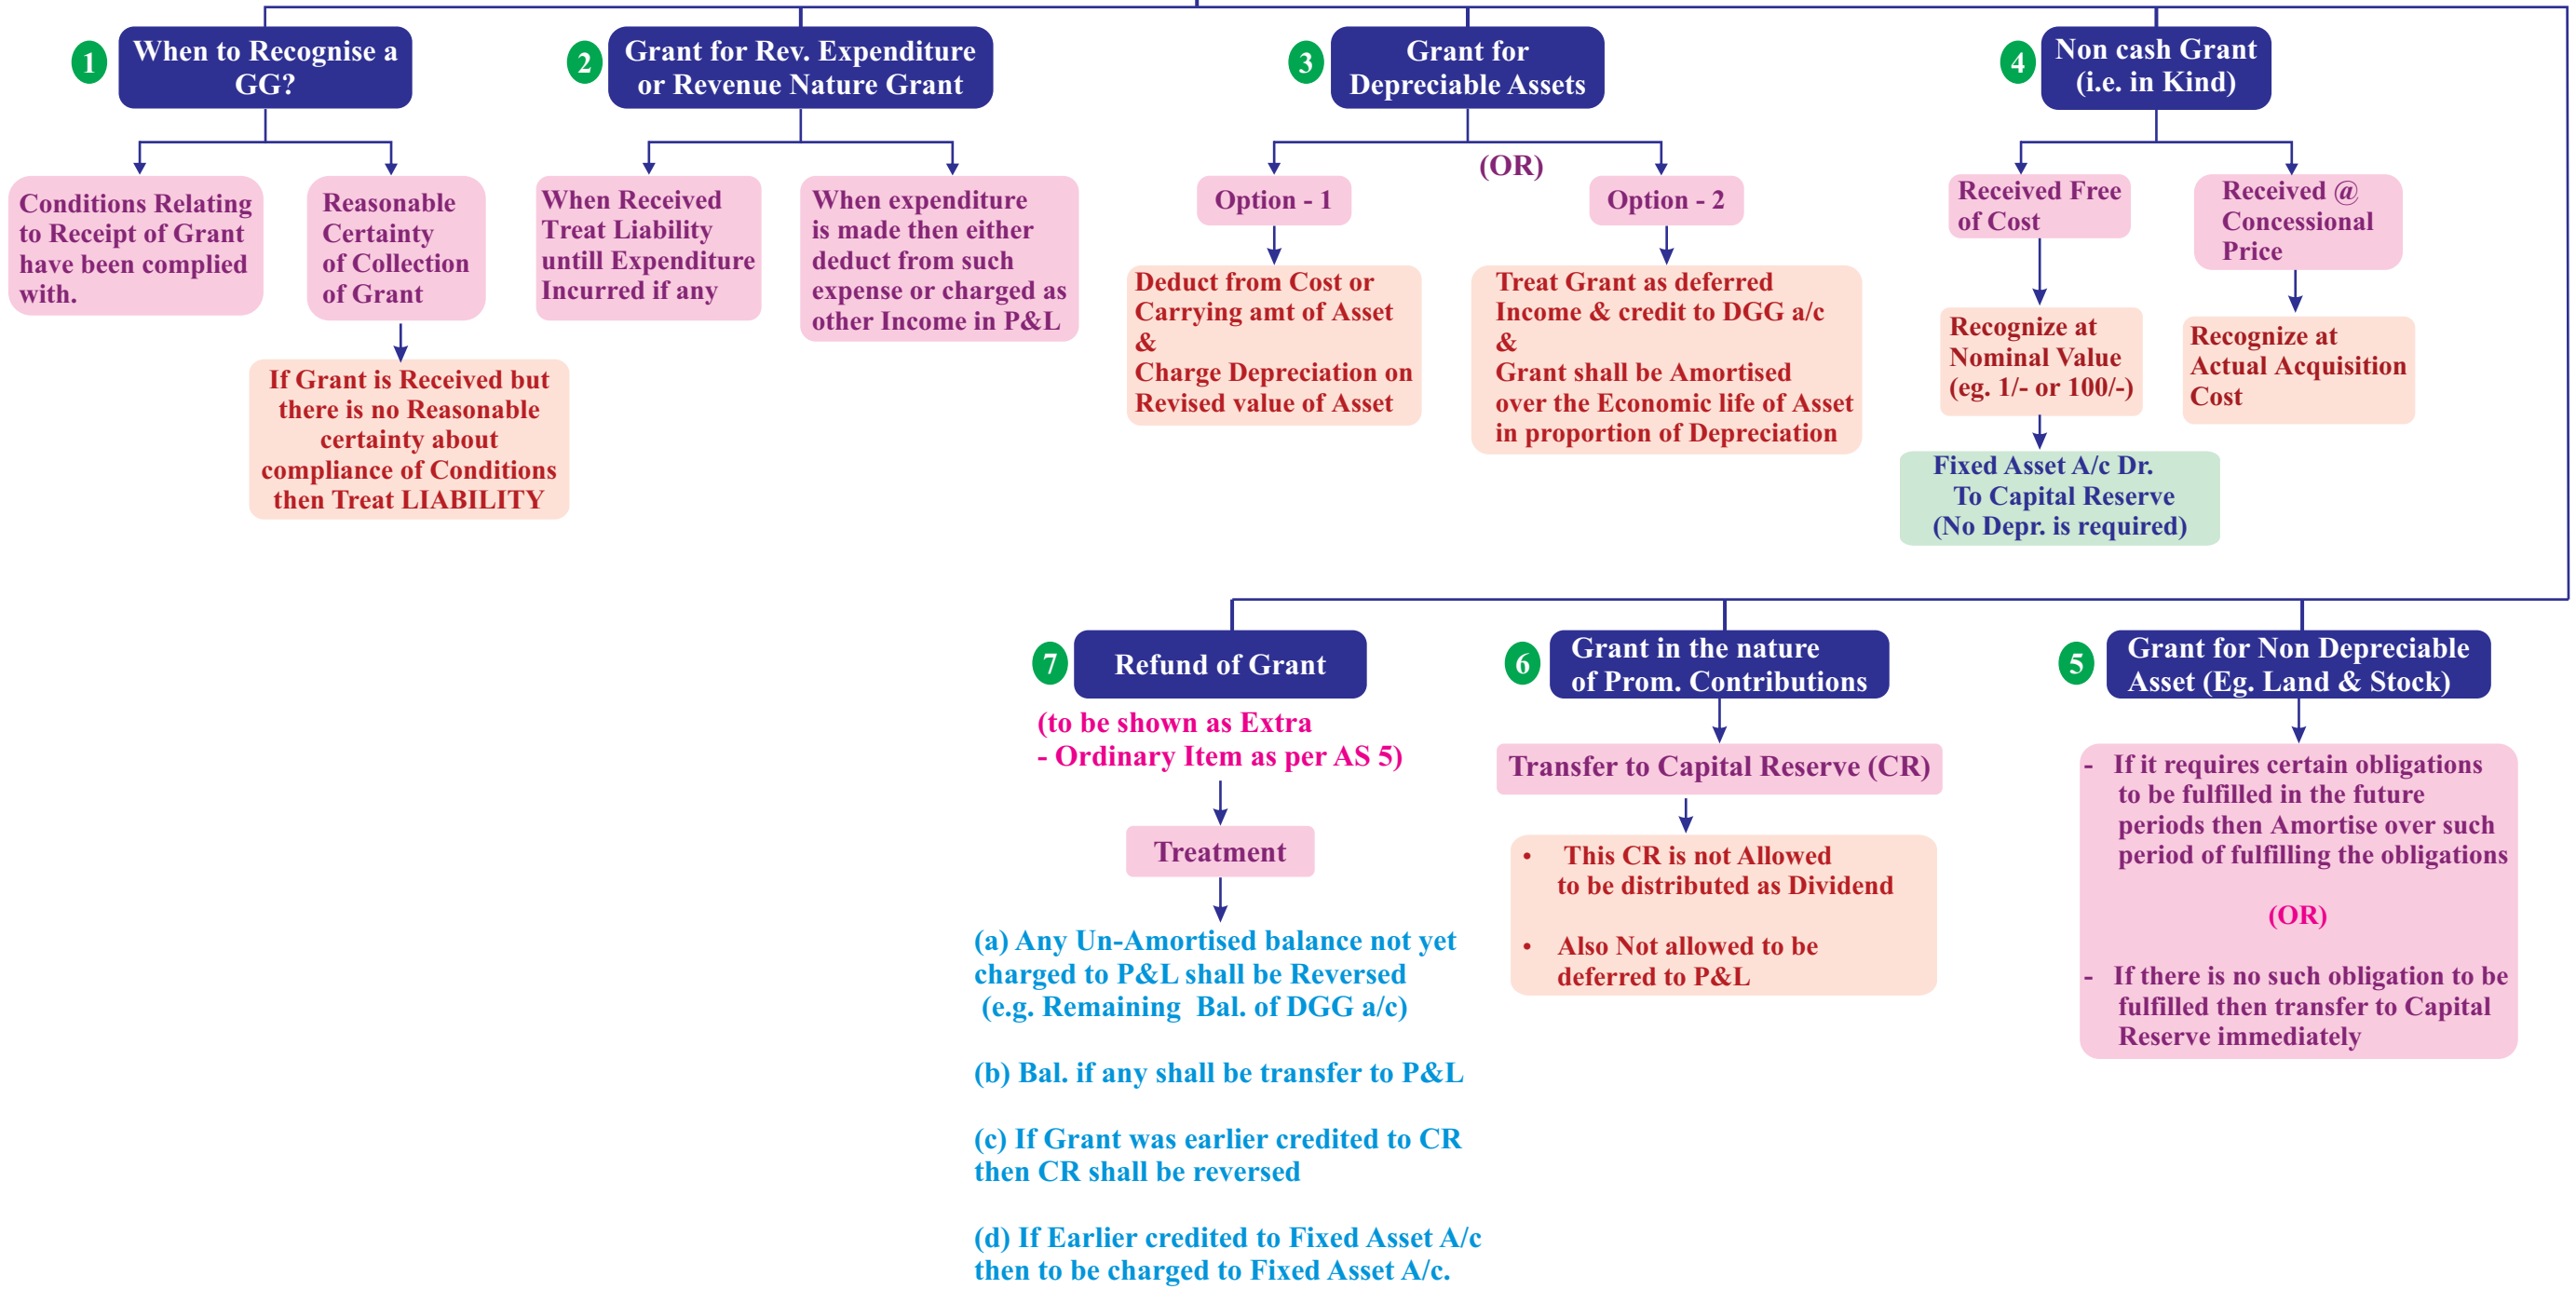 1
When to Recognise a
GG?
Conditions Relating
to Receipt of Grant
have been complied
with.
Reasonable
Certainty
of Collection
of Grant
If Grant is Received but
there is no Reasonable
certainty about
compliance of Conditions
then Treat LIABILITY
2
Grant for Rev. Expenditure
or Revenue Nature Grant
When Received
Treat Liability
untill Expenditure
Incurred if any
When expenditure
is made then either
deduct from such
expense or charged as
other Income in P&L
3
Grant for
Depreciable Assets
(OR)
Option - 1
Deduct from Cost or
Carrying amt of Asset
&
Charge Depreciation on
Revised value of Asset
Option - 2
Treat Grant as deferred
Income & credit to DGG a/c
&
Grant shall be Amortised
over the Economic life of Asset
in proportion of Depreciation
4
Non cash Grant
(i.e. in Kind)
Received Free
of Cost
Recognize at
Nominal Value
(eg. 1/- or 100/-)
Fixed Asset A/c Dr.
To Capital Reserve
(No Depr. is required)
Received @
Concessional
Price
Recognize at
Actual Acquisition
Cost
7
Refund of Grant
(to be shown as Extra
- Ordinary Item as per AS 5)
Treatment
(a) Any Un-Amortised balance not yet
charged to P&L shall be Reversed
(e.g. Remaining Bal. of DGG a/c)
(b) Bal. if any shall be transfer to P&L
(c) If Grant was earlier credited to CR
then CR shall be reversed
(d) If Earlier credited to Fixed Asset A/c
then to be charged to Fixed Asset A/c.
6
Grant in the nature
of Prom. Contributions
Transfer to Capital Reserve (CR)
• This CR is not Allowed
to be distributed as Dividend
• Also Not allowed to be
deferred to P&L
5
Grant for Non Depreciable
Asset (Eg. Land & Stock)
- If it requires certain obligations
to be fulfilled in the future
periods then Amortise over such
period of fulfilling the obligations
(OR)
- If there is no such obligation to be
fulfilled then transfer to Capital
Reserve immediately